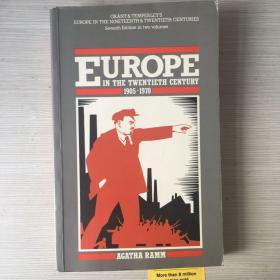 GRANT & TEMPERLEY'S
EUROPE IN THE NINETEENTH & TWENTIETH CENTURIES
Seventh Edition in two volumes
EUROPE
IN THE TWENTIETH CENTURY
1905-1970
AGATHA RAMM
More than 8 million